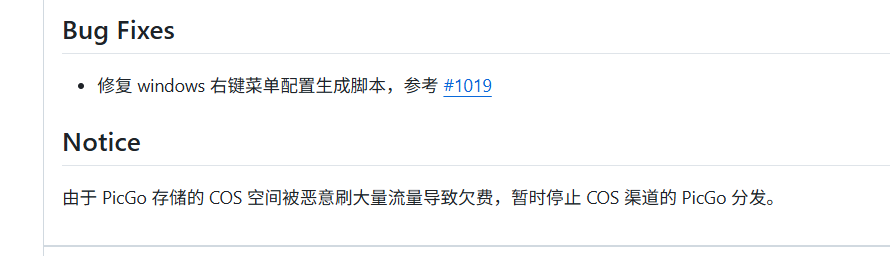 Bug Fixes
修复 windows 右键菜单配置生成脚本，参考 #1019
Notice
由于 PicGo 存储的 COS 空间被恶意刷大量流量导致欠费，暂时停止 COS 渠道的 PicGo 分发。